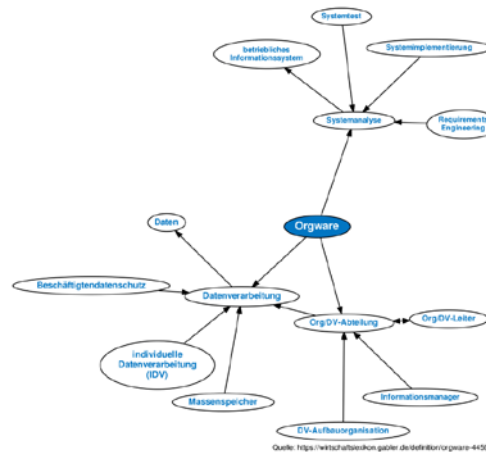 Systemtest
betriebliches
Informationssystem
Systemimplementierung
Systemanalyse
Requirements
Engineering
Orgware
Daten
Beschäftigtendatenschutz
Datenverarbeitung
Org/DV-Abteilung
Org/DV-Leiter
individuelle
Datenverarbeitung
(IDV)
Massenspeicher
Informationsmanager
DV-Aufbauorganisation
Quelle: https://wirtschaftslexikon.gabler.de/definition/orgware-445